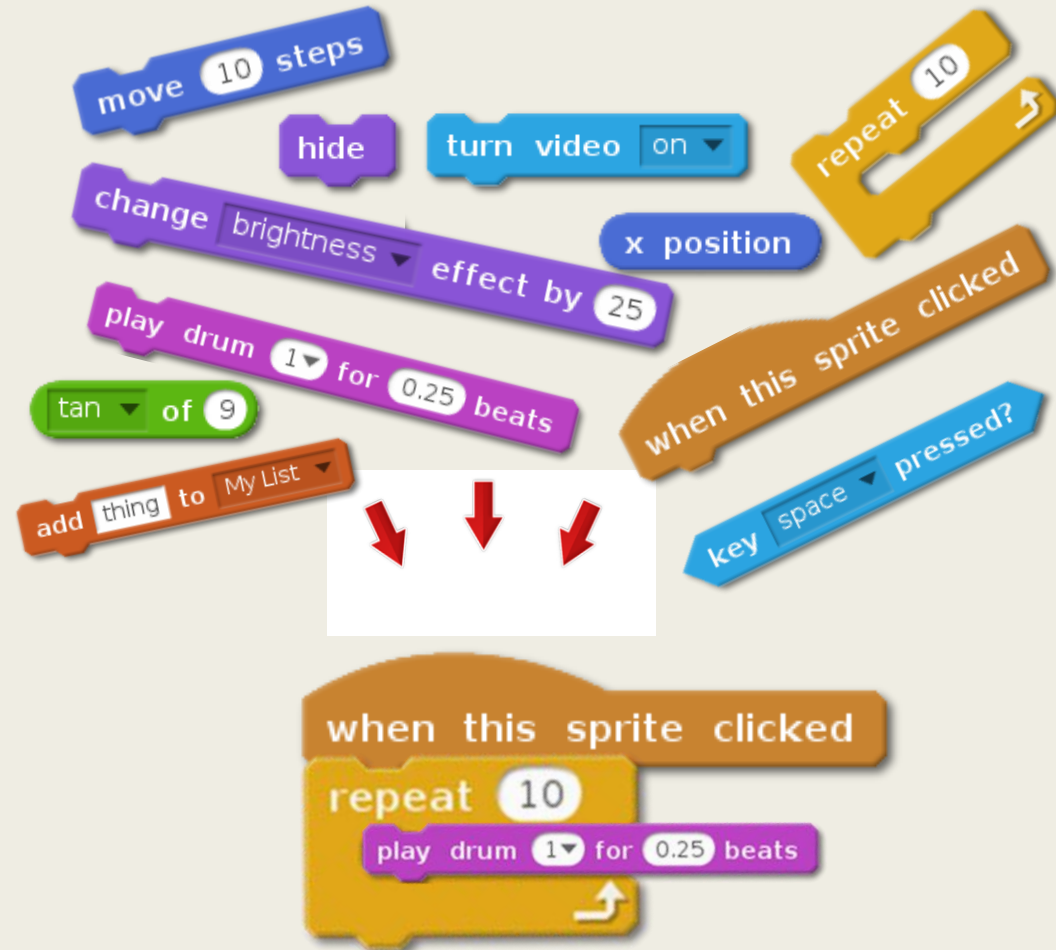 move 10 steps
repeat 10
hide
turn video on
change brightness effect by 25
x position
play drum 1 for 0.25 beats
when this sprite clicked
tan of 9
key space pressed?
add thing to My List
when this sprite clicked
repeat 10
play drum 1 for 0.25 beats